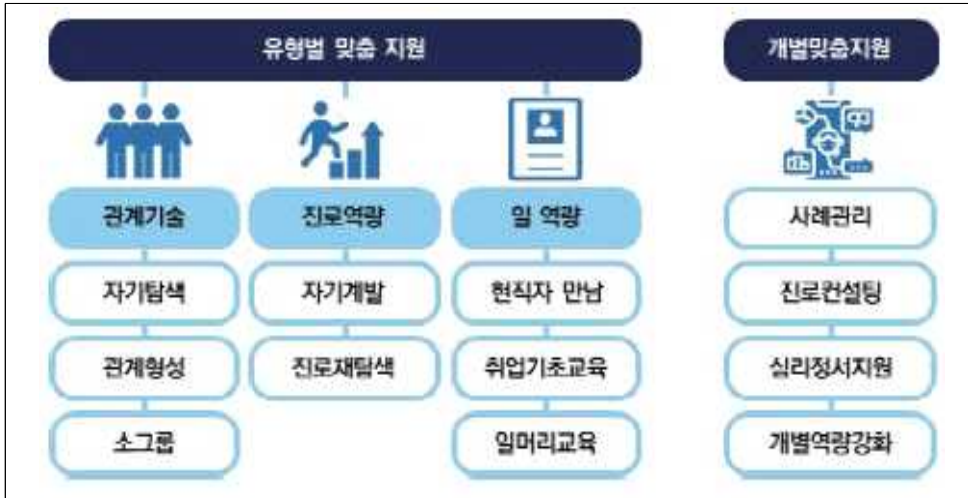 유형별 맞춤 지원
개별맞춤지원
관계기술
진로역량
일 역량
사례관리
자기탐색
자기계발
현직자 만남
진로컨설팅
관계형성
진로재탐색
취업기초교육
심리정서지원
소그룹
일머리교육
개별역량강화